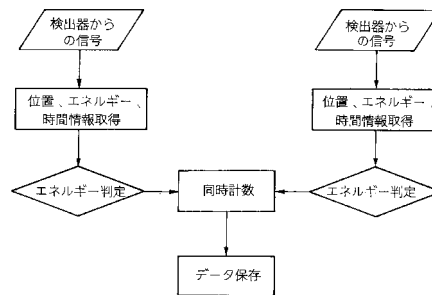 検出器から
の信号
検出器から
の信号
位置、エネルギー、
時間情報取得
位置、エネルギー、
時間情報取得
エネルギー判定
同時計数
エネルギー判定
データ保存